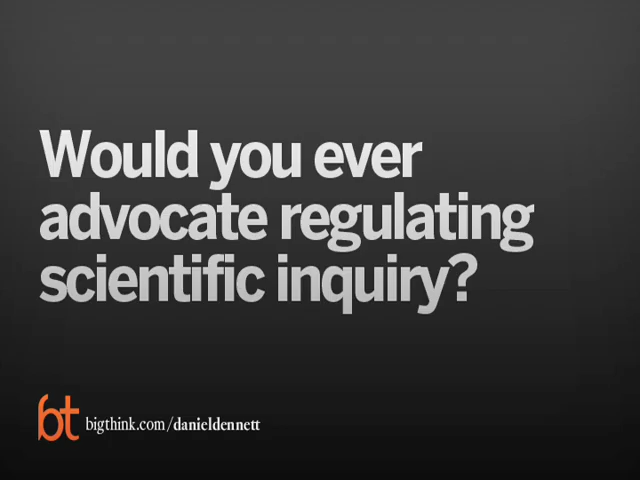 Would you ever
advocate regulating
scientific inquiry?
bt bigthink.com/danieldennett